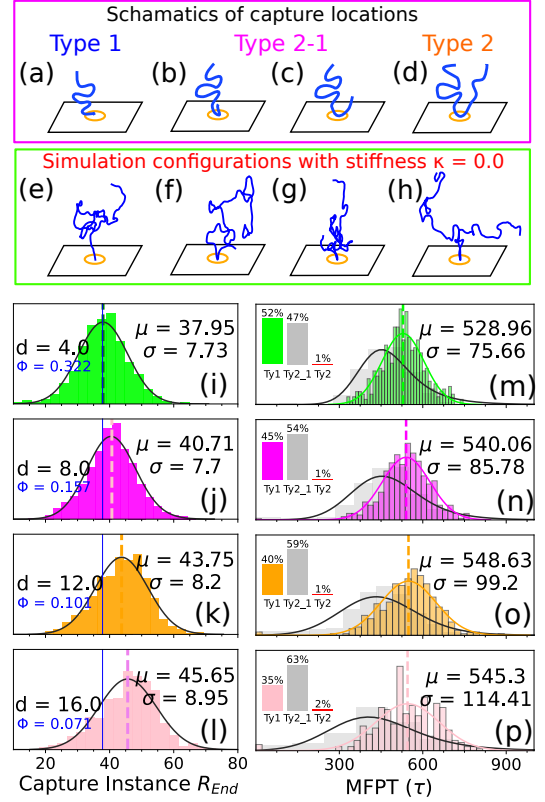 Schamatics of capture locations
Type 1 Type 2-1 Type 2
(a) (b) (c) (d)
Simulation configurations with stiffness κ = 0.0
(e) (f) (g) (h)
d = 4.0
Φ = 0.322
μ = 37.95
σ = 7.73
(i)
52% 47% 1%
Ty1 Ty2_1 Ty2
μ = 528.96
σ = 75.66
(m)
d = 8.0
Φ = 0.157
μ = 40.71
σ = 7.7
(j)
45% 54% 1%
Ty1 Ty2_1 Ty2
μ = 540.06
σ = 85.78
(n)
d = 12.0
Φ = 0.101
μ = 43.75
σ = 8.2
(k)
40% 59% 1%
Ty1 Ty2_1 Ty2
μ = 548.63
σ = 99.2
(o)
d = 16.0
Φ = 0.071
μ = 45.65
σ = 8.95
(l)
35% 63% 2%
Ty1 Ty2_1 Ty2
μ = 545.3
σ = 114.41
(p)
20 40 60 80
Capture Instance R_End
300 600 900
MFPT (τ)